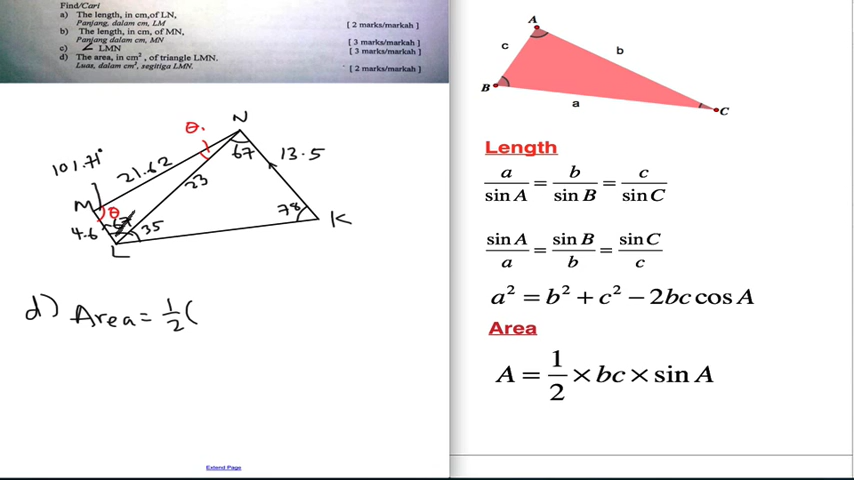 Find/Cari
a) The length, in cm,of LN,
Panjang, dalam cm, LM
[ 2 marks/markah ]
b) The length, in cm, of MN,
Panjang dalam cm, MN
[ 3 marks/markah ]
c) ∠ LMN
[ 3 marks/markah ]
d) The area, in cm², of triangle LMN.
Luas, dalam cm², segitiga LMN.
[ 2 marks/markah ]
N
θ.
101.71°
21.62
67
13.5
23
M
θ
78
K
4.6
67
35
L
d) Area = 1/2 (
Extend Page
A
c
b
B
a
C
Length
a/sin A = b/sin B = c/sin C
sin A/a = sin B/b = sin C/c
a² = b² + c² − 2bc cos A
Area
A = 1/2 × bc × sin A